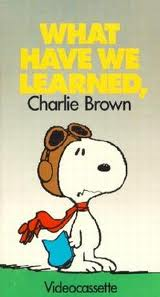 WHAT
HAVE WE
LEARNED,
Charlie Brown
Videocassette